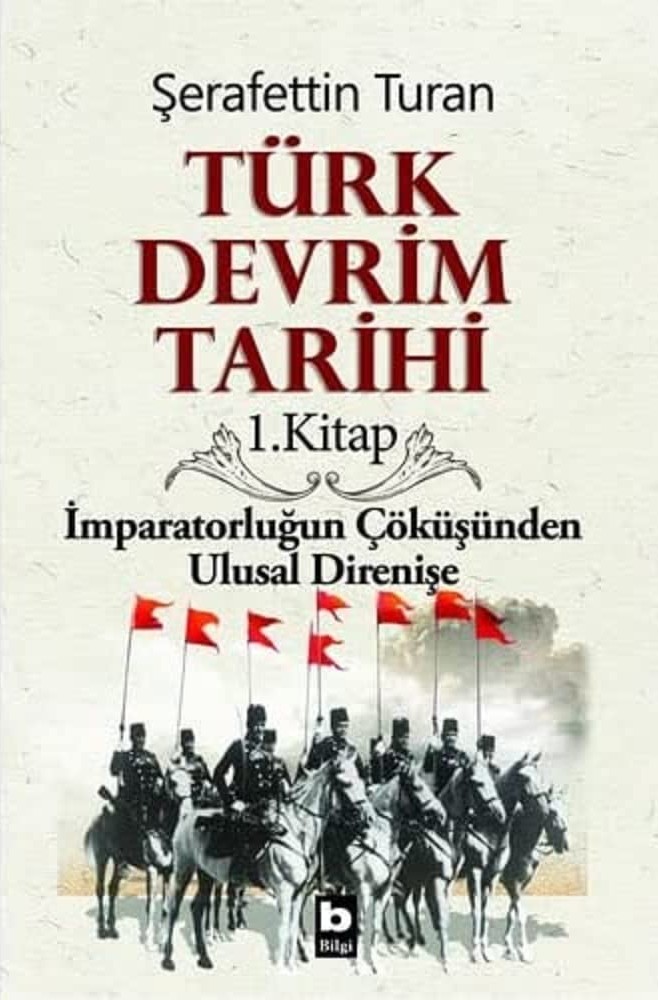 Şerafettin Turan
TÜRK
DEVRİM
TARİHİ
1.Kitap
İmparatorluğun Çöküşünden
Ulusal Direnişe
b
Bilgi